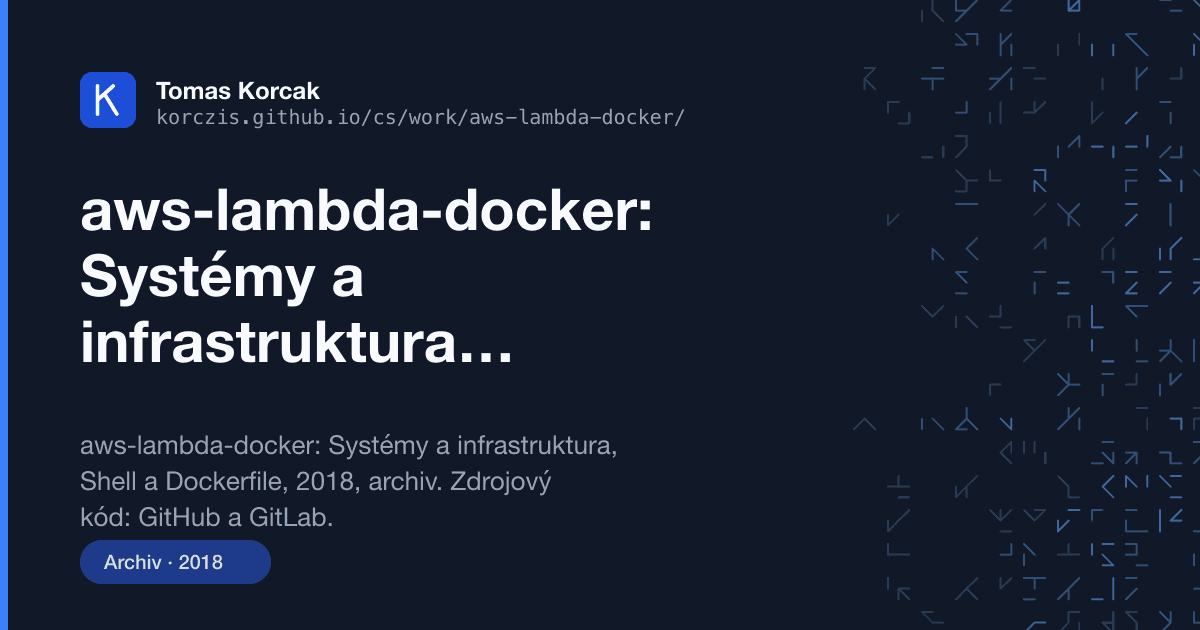 K
Tomas Korcak
korczis.github.io/cs/work/aws-lambda-docker/
aws-lambda-docker:
Systémy a
infrastruktura…
aws-lambda-docker: Systémy a infrastruktura,
Shell a Dockerfile, 2018, archiv. Zdrojový
kód: GitHub a GitLab.
Archiv · 2018